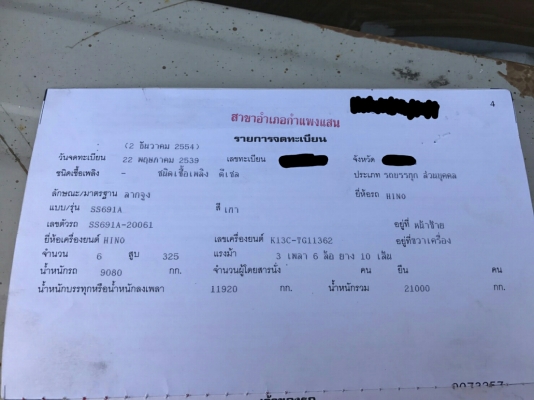 4
สาขาอำเภอกำแพงแสน
รายการจดทะเบียน
(2 ธันวาคม 2554)
วันจดทะเบียน 22 พฤษภาคม 2539 เลขทะเบียน จังหวัด
ชนิดเชื้อเพลิง - ชนิดเชื้อเพลิง ดีเซล ประเภท รถบรรทุก ส่วนบุคคล
ลักษณะ/มาตรฐาน ลากจูง ยี่ห้อรถ HINO
แบบ/รุ่น SS691A สี เทา
เลขตัวรถ SS691A-20061 อยู่ที่ หน้าซ้าย
ยี่ห้อเครื่องยนต์ HINO เลขเครื่องยนต์ K13C-TG11362 อยู่ที่ขวาเครื่อง
จำนวน 6 สูบ 325 แรงม้า 3 เพลา 6 ล้อ ยาง 10 เส้น
น้ำหนักรถ 9080 กก. จำนวนผู้โดยสารนั่ง คน ยืน คน
น้ำหนักบรรทุกหรือน้ำหนักลงเพลา 11920 กก. น้ำหนักรวม 21000 กก.